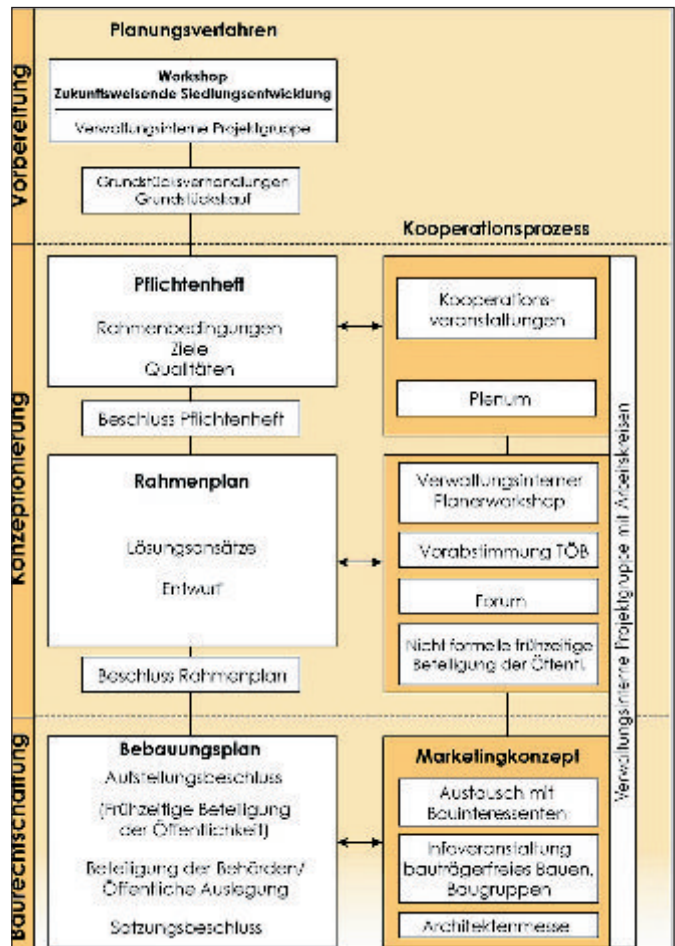 Planungsverfahren
Workshop
Zukunftsweisende Siedlungsentwicklung
Verwaltungsinterne Projektgruppe
Grundstücksverhandlungen
Grundstückskauf
Vorbereitung
Kooperationsprozess
Pflichtenheft
Rahmenbedingungen
Ziele
Qualitäten
Beschluss Pflichtenheft
Kooperations-
veranstaltungen
Plenum
Konzeptionierung
Rahmenplan
Lösungsansätze
Entwurf
Beschluss Rahmenplan
Verwaltungsinterner
Planerworkshop
Vorabstimmung TÖB
Forum
Nicht formelle frühzeitige
Beteiligung der Öffentl.
Verwaltungsinterne Projektgruppe mit Arbeitskreisen
Baurechtschaffung
Bebauungsplan
Aufstellungsbeschluss
(Frühzeitige Beteiligung
der Öffentlichkeit)
Beteiligung der Behörden/
Öffentliche Auslegung
Satzungsbeschluss
Marketingkonzept
Austausch mit
Bauinteressenten
Infoveranstaltung
bauträgerfreies Bauen,
Baugruppen
Architektenmesse